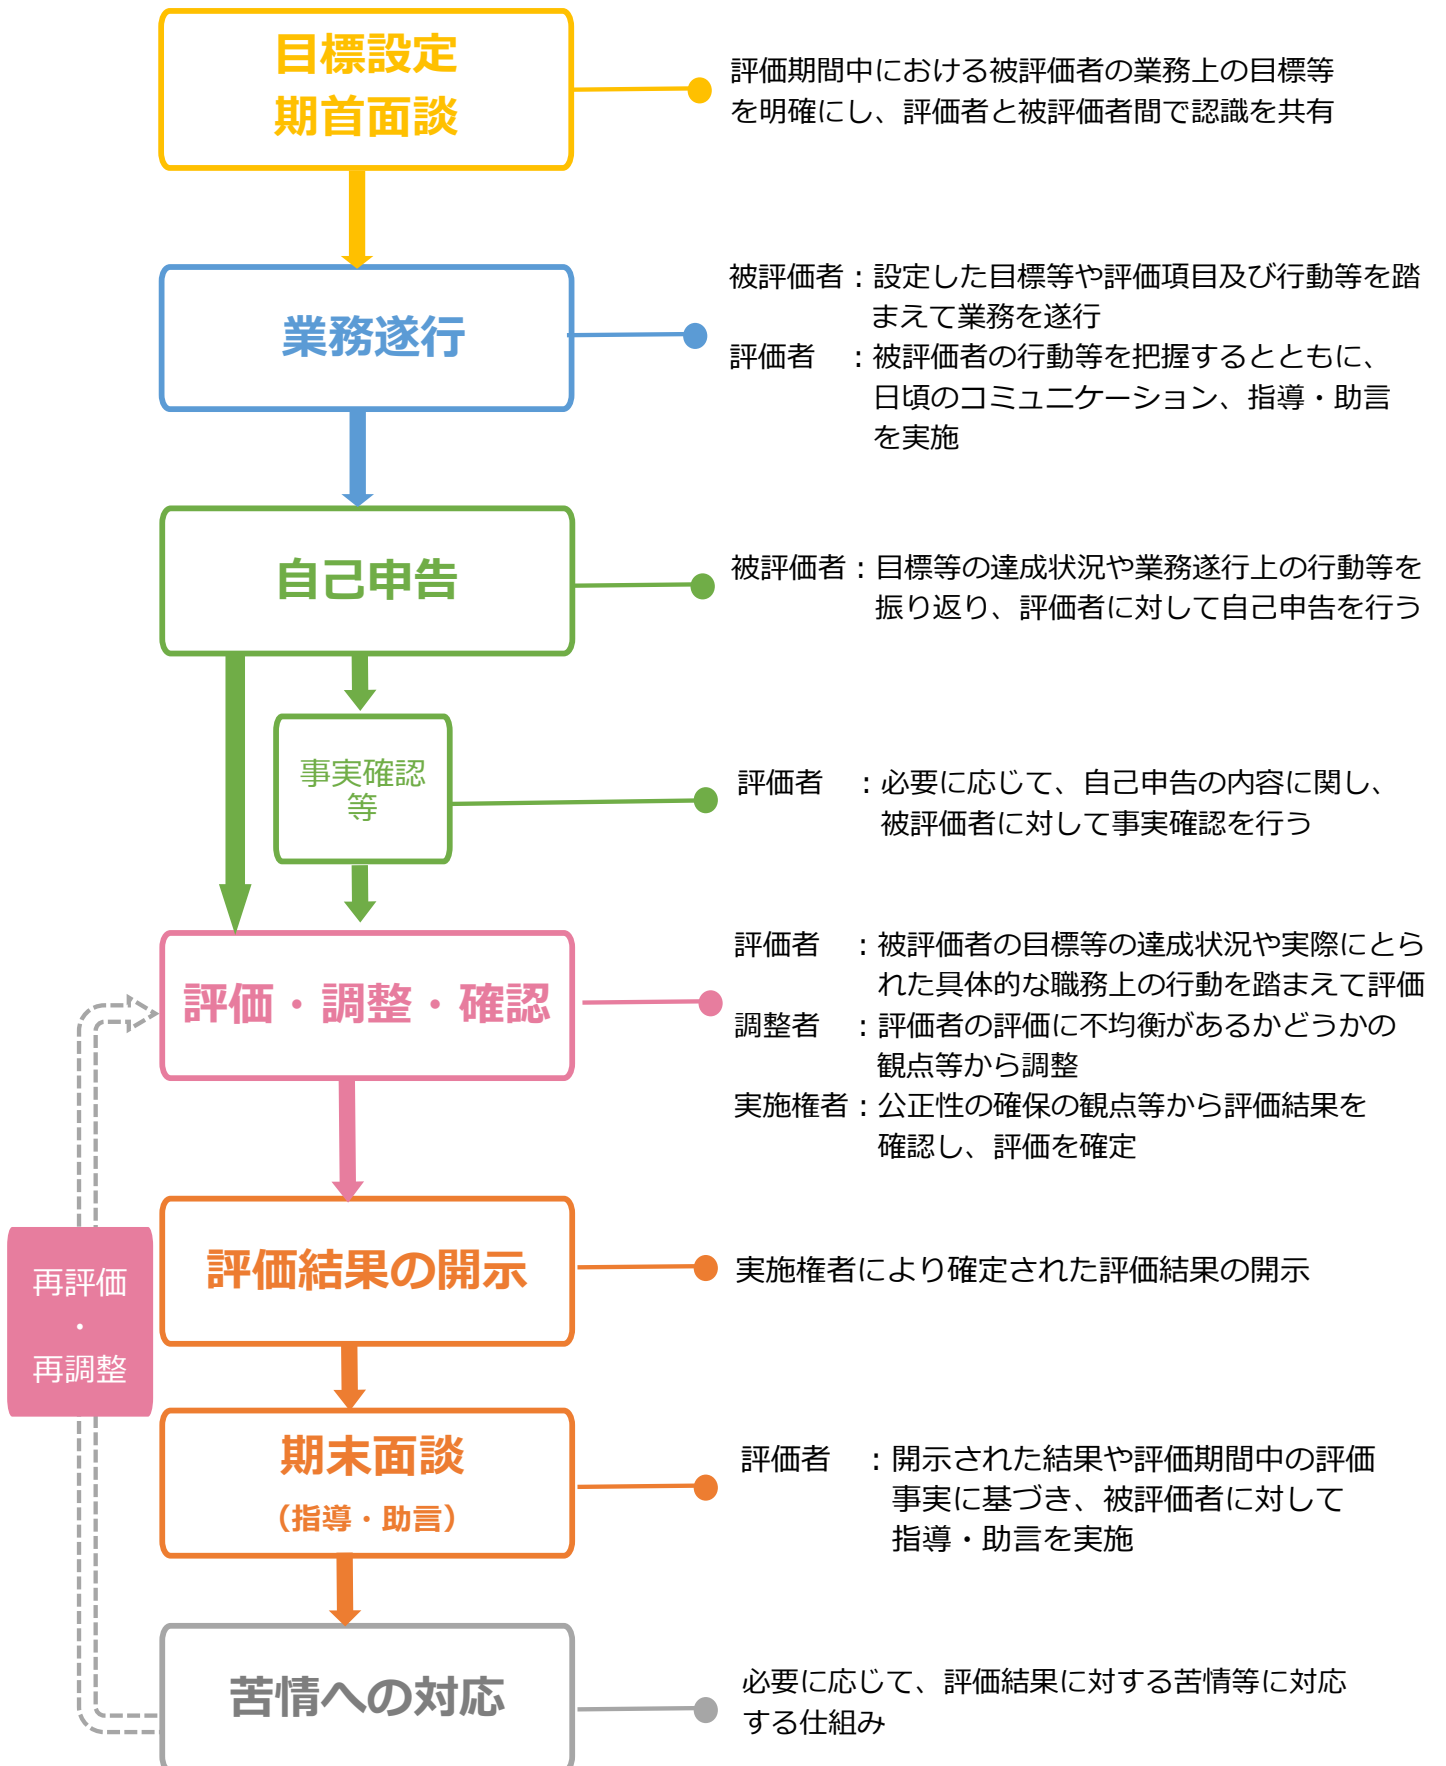 目標設定
期首面談
評価期間中における被評価者の業務上の目標等
を明確にし、評価者と被評価者間で認識を共有
業務遂行
被評価者：設定した目標等や評価項目及び行動等を踏
まえて業務を遂行
評価者　：被評価者の行動等を把握するとともに、
日頃のコミュニケーション、指導・助言
を実施
自己申告
被評価者：目標等の達成状況や業務遂行上の行動等を
振り返り、評価者に対して自己申告を行う
事実確認
等
評価者　：必要に応じて、自己申告の内容に関し、
被評価者に対して事実確認を行う
評価・調整・確認
評価者　：被評価者の目標等の達成状況や実際にとら
れた具体的な職務上の行動を踏まえて評価
調整者　：評価者の評価に不均衡があるかどうかの
観点等から調整
実施権者：公正性の確保の観点等から評価結果を
確認し、評価を確定
評価結果の開示
実施権者により確定された評価結果の開示
再評価
・
再調整
期末面談
（指導・助言）
評価者　：開示された結果や評価期間中の評価
事実に基づき、被評価者に対して
指導・助言を実施
苦情への対応
必要に応じて、評価結果に対する苦情等に対応
する仕組み